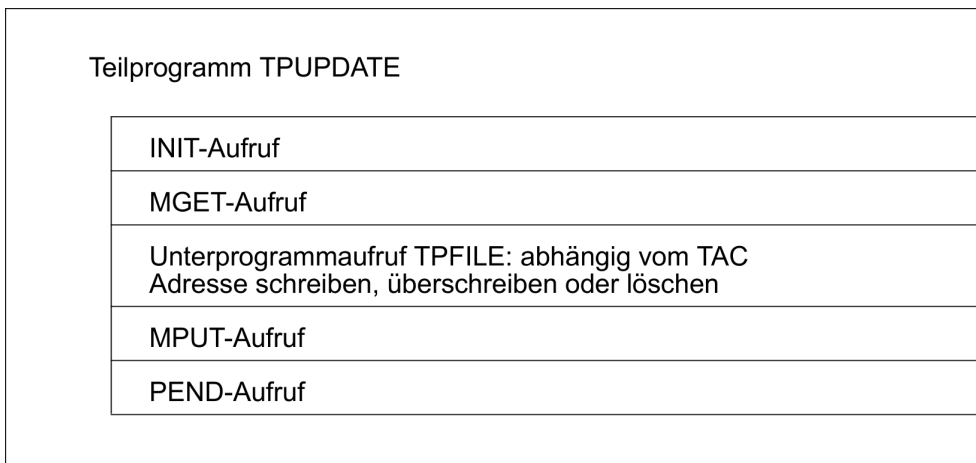 Teilprogramm TPUPDATE
INIT-Aufruf
MGET-Aufruf
Unterprogrammaufruf TPFILE: abhängig vom TAC
Adresse schreiben, überschreiben oder löschen
MPUT-Aufruf
PEND-Aufruf